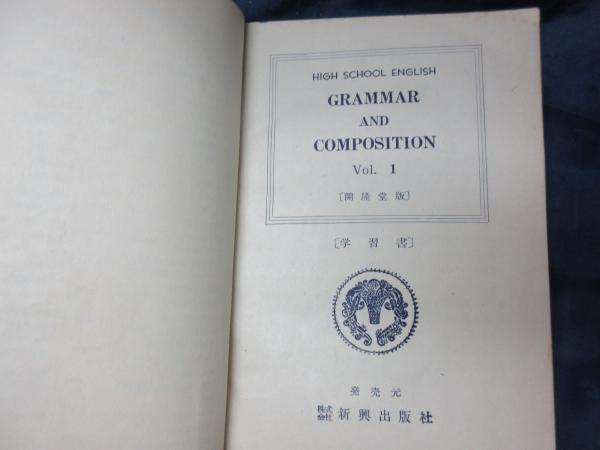 HIGH SCHOOL ENGLISH
GRAMMAR
AND
COMPOSITION
Vol. 1
〔開隆堂版〕
〔学習書〕
発売元
株式会社 新興出版社